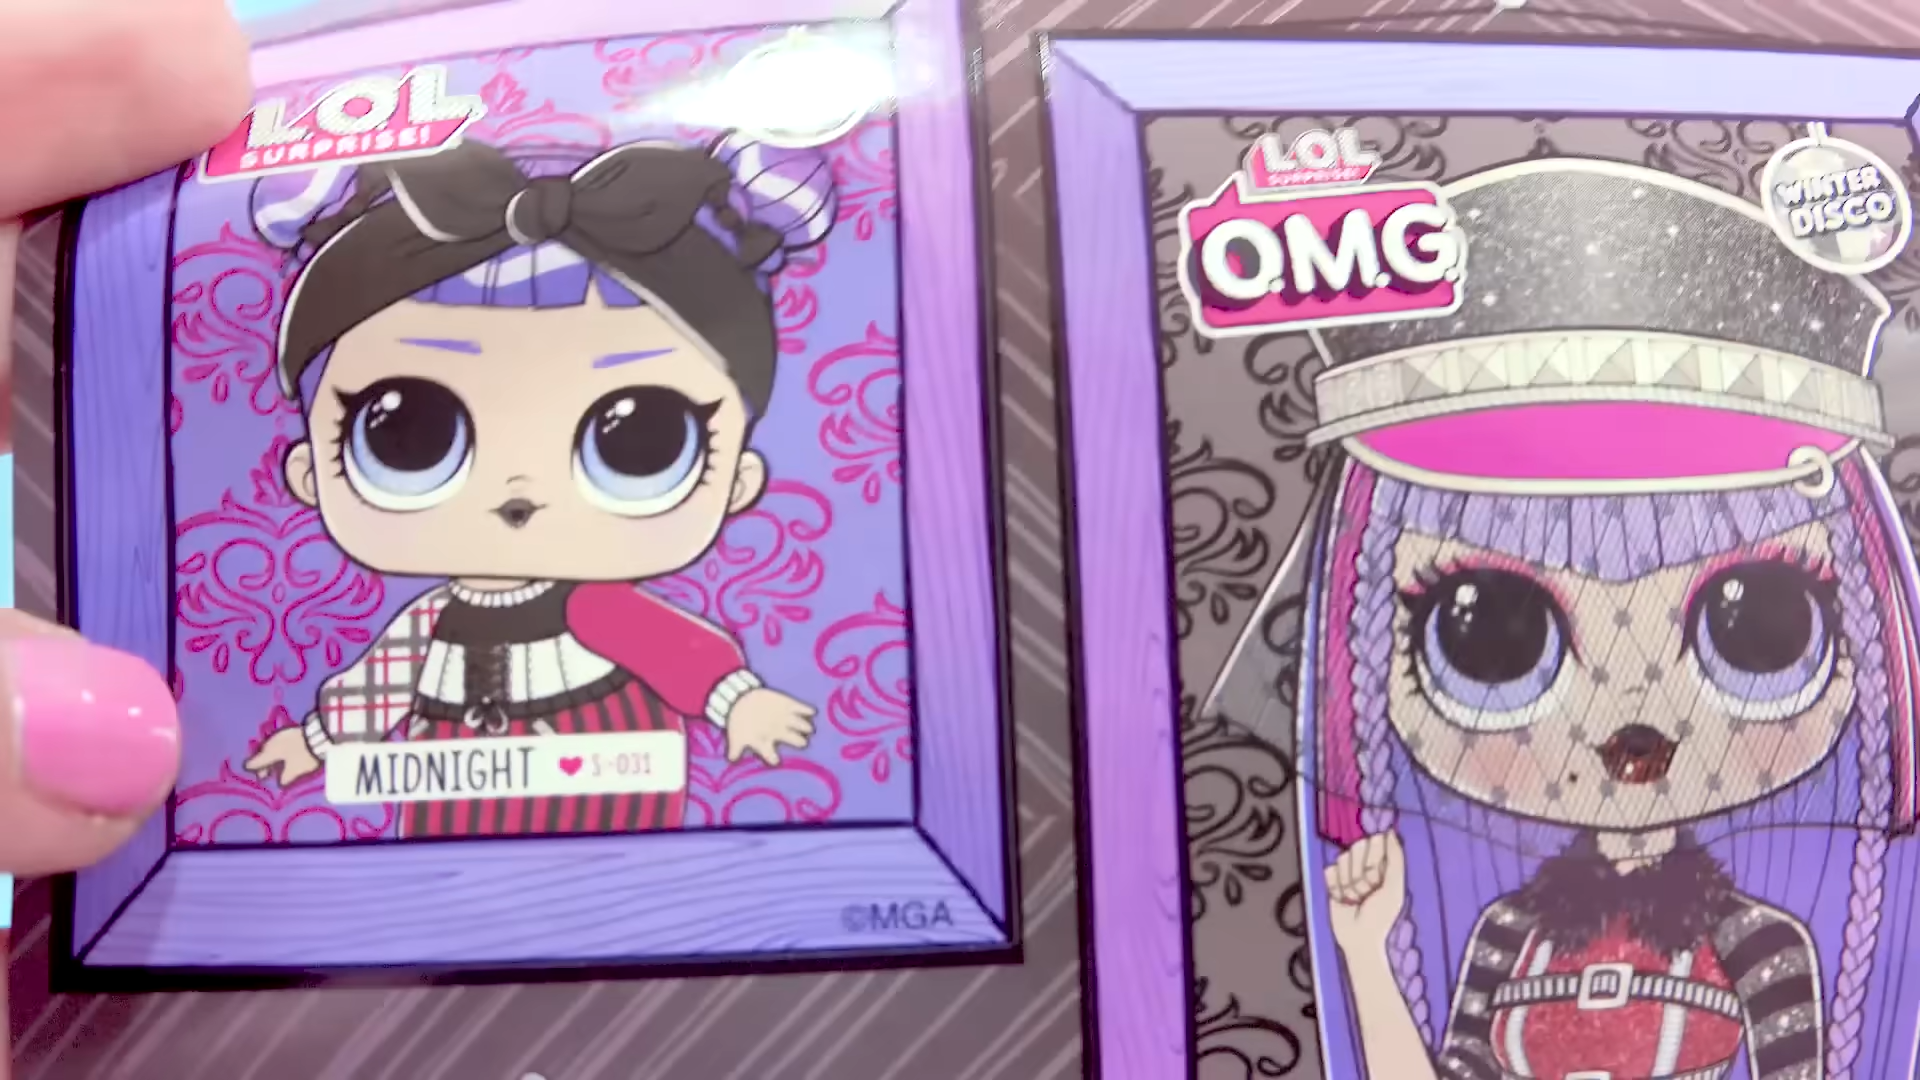 L.O.L.
SURPRISE!
MIDNIGHT S-031
©MGA
L.O.L.
SURPRISE!
O.M.G.
WINTER
DISCO